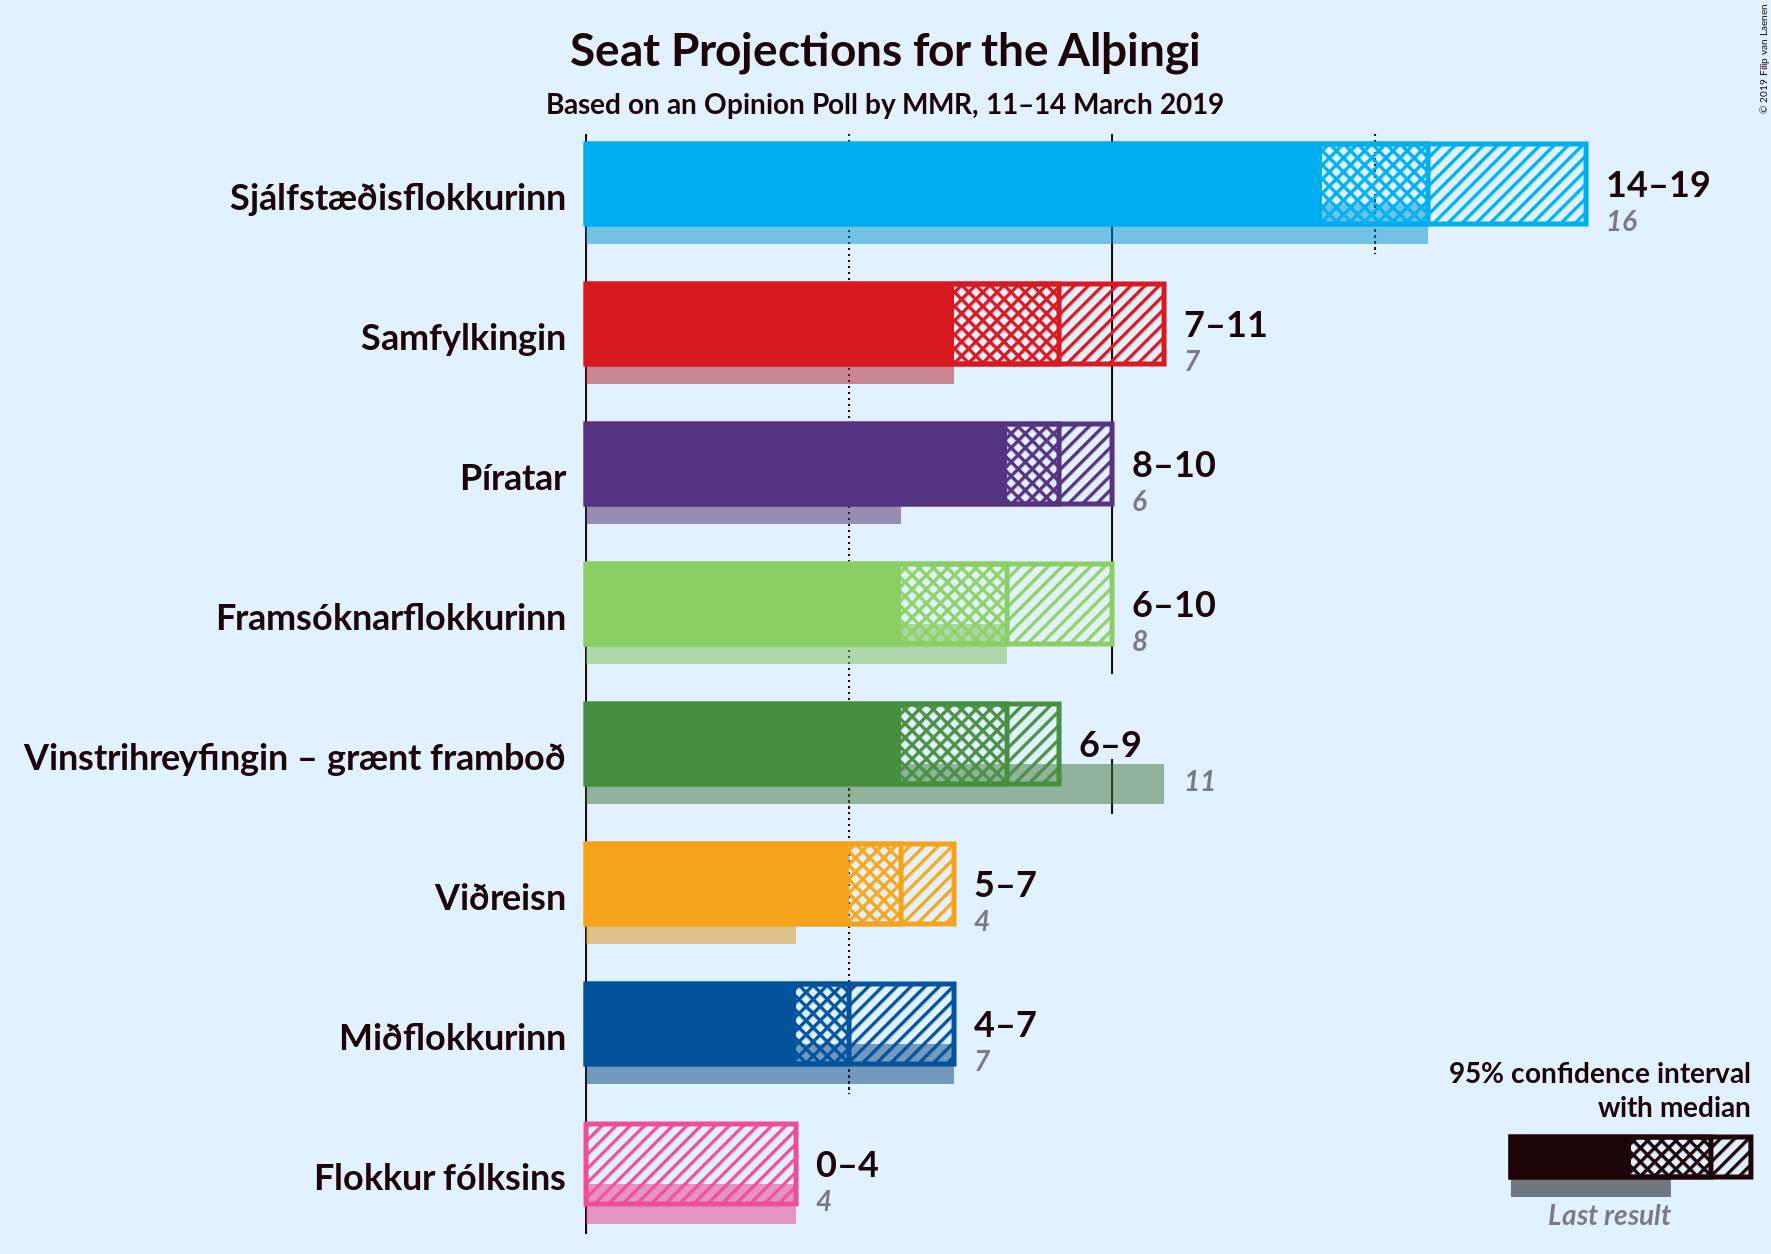 Seat Projections for the Alþingi
Based on an Opinion Poll by MMR, 11–14 March 2019
© 2019 Filip van Laenen
Sjálfstæðisflokkurinn
14–19
16
Samfylkingin
7–11
7
Píratar
8–10
6
Framsóknarflokkurinn
6–10
8
Vinstrihreyfingin – grænt framboð
6–9
11
Viðreisn
5–7
4
Miðflokkurinn
4–7
7
Flokkur fólksins
0–4
4
95% confidence interval
with median
Last result